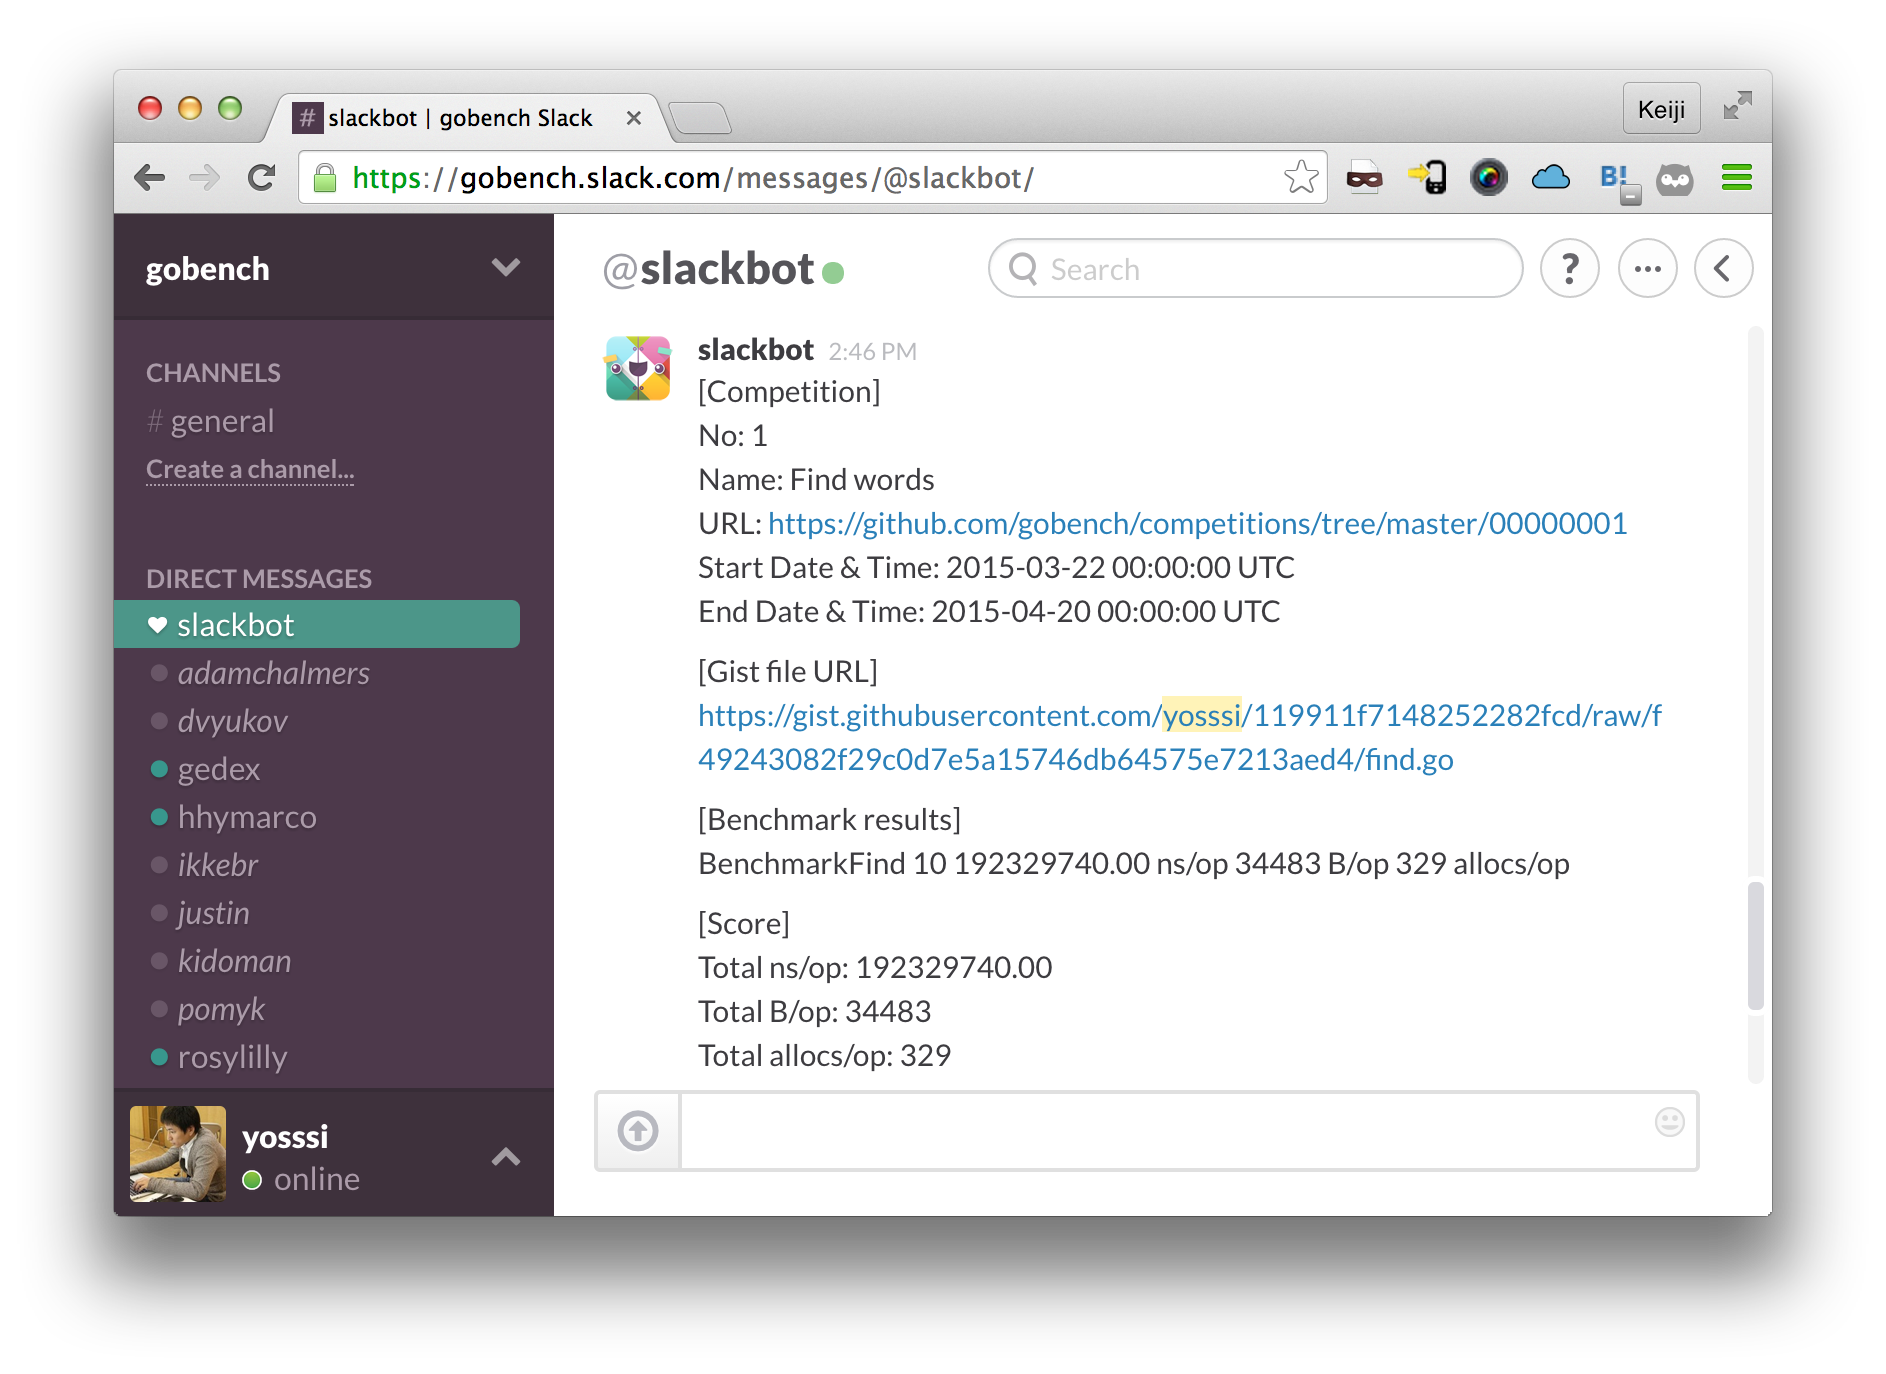 # slackbot | gobench Slack
Keiji
https://gobench.slack.com/messages/@slackbot/
B!
gobench
@slackbot
Search
?
CHANNELS
# general
Create a channel...
DIRECT MESSAGES
slackbot
adamchalmers
dvyukov
gedex
hhymarco
ikkebr
justin
kidoman
pomyk
rosylilly
yosssi
online
slackbot 2:46 PM
[Competition]
No: 1
Name: Find words
URL: https://github.com/gobench/competitions/tree/master/00000001
Start Date & Time: 2015-03-22 00:00:00 UTC
End Date & Time: 2015-04-20 00:00:00 UTC
[Gist file URL]
https://gist.githubusercontent.com/yosssi/119911f7148252282fcd/raw/f
49243082f29c0d7e5a15746db64575e7213aed4/find.go
[Benchmark results]
BenchmarkFind 10 192329740.00 ns/op 34483 B/op 329 allocs/op
[Score]
Total ns/op: 192329740.00
Total B/op: 34483
Total allocs/op: 329